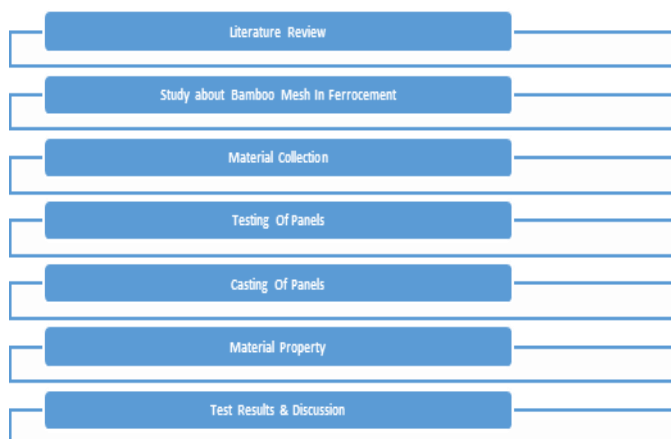 Literature Review
Study about Bamboo Mesh In Ferrocement
Material Collection
Testing Of Panels
Casting Of Panels
Material Property
Test Results & Discussion